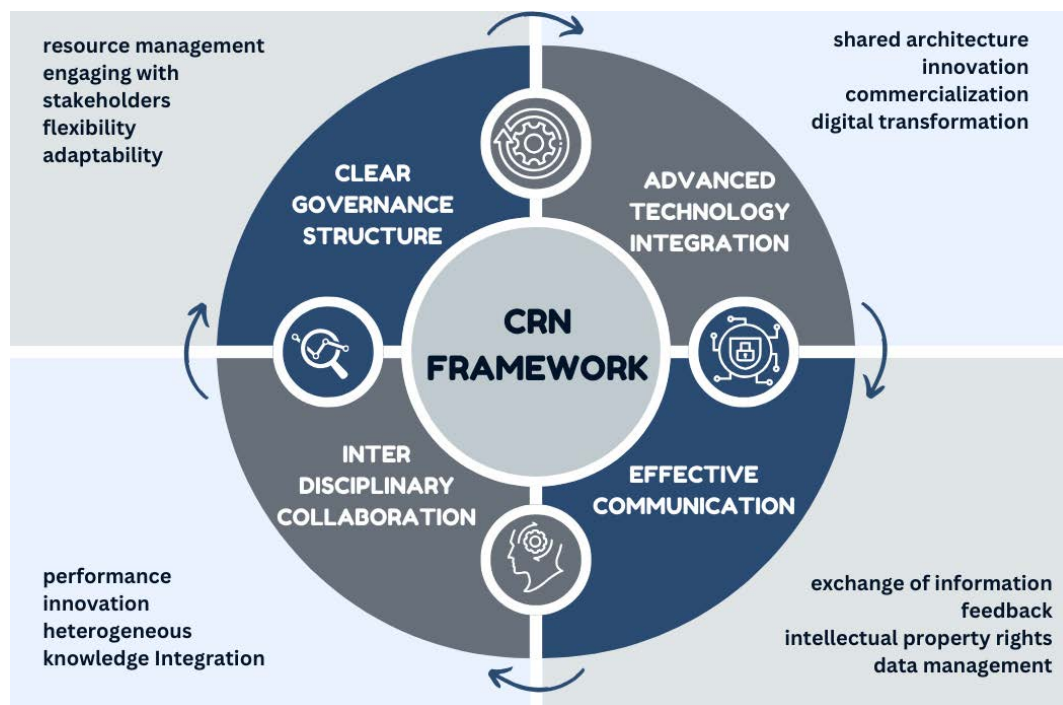 resource management
engaging with
stakeholders
flexibility
adaptability
shared architecture
innovation
commercialization
digital transformation
CLEAR
GOVERNANCE
STRUCTURE
ADVANCED
TECHNOLOGY
INTEGRATION
CRN
FRAMEWORK
INTER
DISCIPLINARY
COLLABORATION
EFFECTIVE
COMMUNICATION
performance
innovation
heterogeneous
knowledge Integration
exchange of information
feedback
intellectual property rights
data management